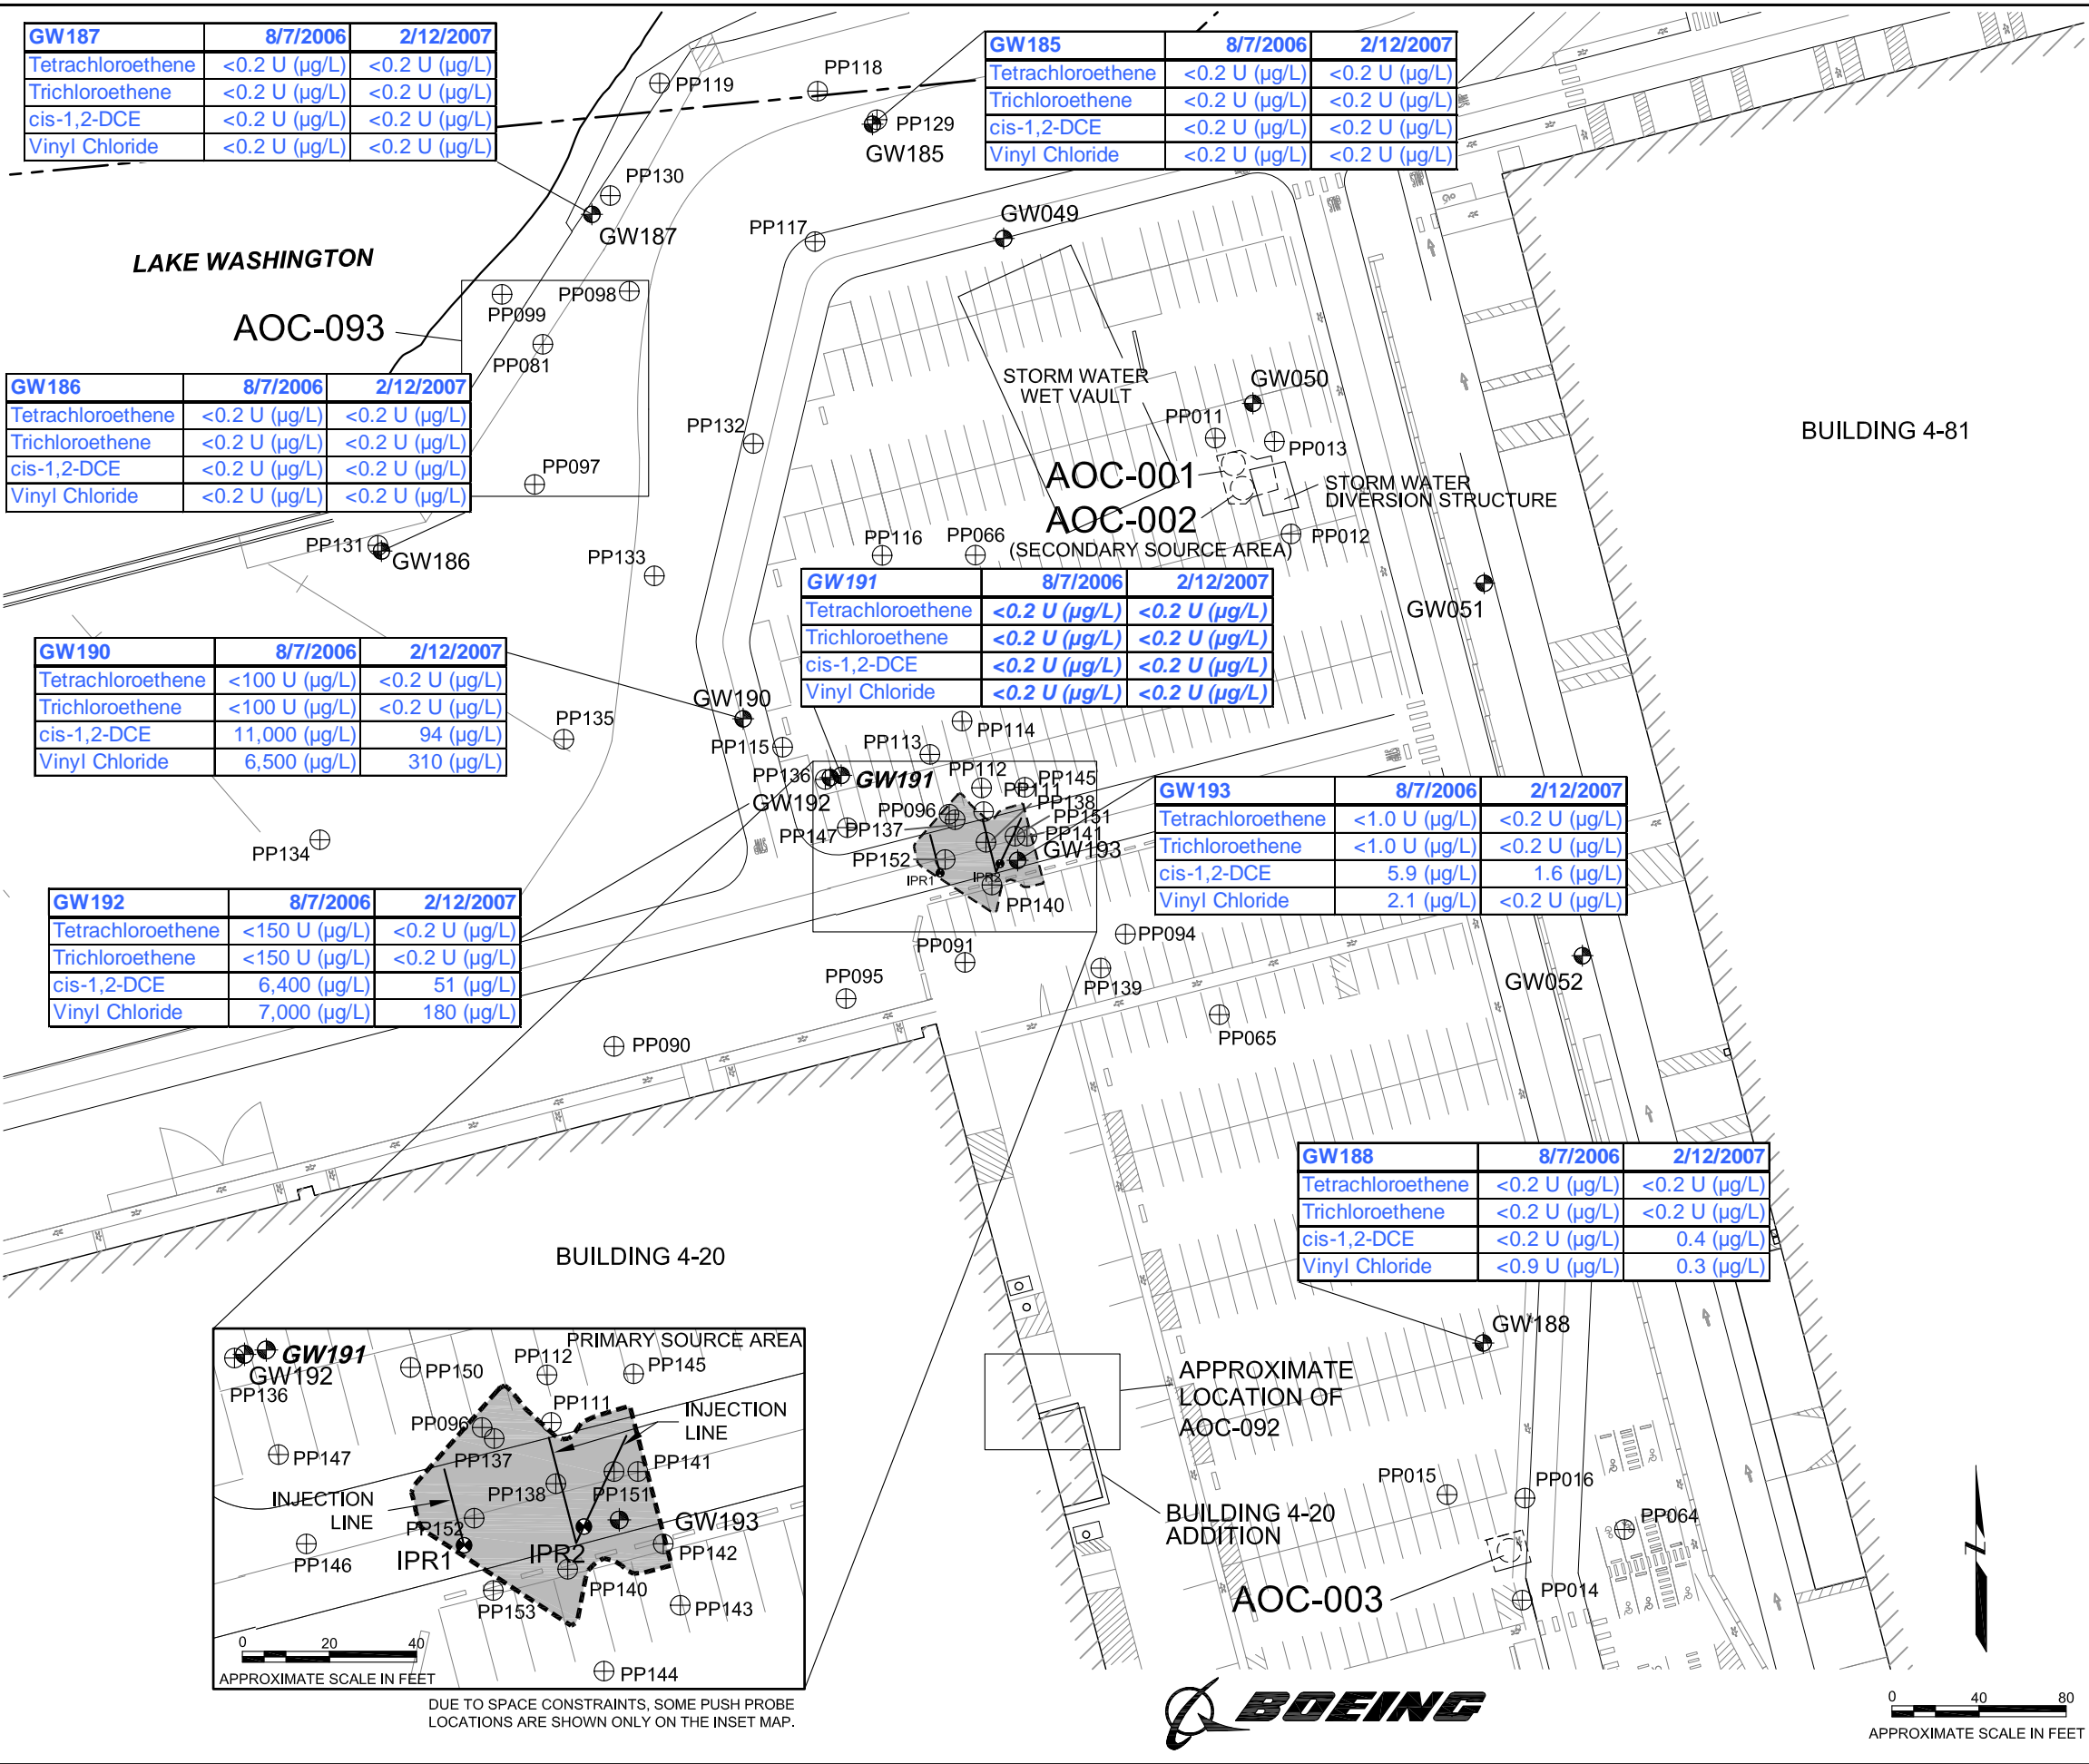 GW187 8/7/2006 2/12/2007
Tetrachloroethene <0.2 U (µg/L) <0.2 U (µg/L)
Trichloroethene <0.2 U (µg/L) <0.2 U (µg/L)
cis-1,2-DCE <0.2 U (µg/L) <0.2 U (µg/L)
Vinyl Chloride <0.2 U (µg/L) <0.2 U (µg/L)
GW185 8/7/2006 2/12/2007
Tetrachloroethene <0.2 U (µg/L) <0.2 U (µg/L)
Trichloroethene <0.2 U (µg/L) <0.2 U (µg/L)
cis-1,2-DCE <0.2 U (µg/L) <0.2 U (µg/L)
Vinyl Chloride <0.2 U (µg/L) <0.2 U (µg/L)
PP119
PP118
PP129
GW185
PP130
GW187
PP117
GW049
LAKE WASHINGTON
AOC-093
PP099
PP098
PP081
PP097
GW186 8/7/2006 2/12/2007
Tetrachloroethene <0.2 U (µg/L) <0.2 U (µg/L)
Trichloroethene <0.2 U (µg/L) <0.2 U (µg/L)
cis-1,2-DCE <0.2 U (µg/L) <0.2 U (µg/L)
Vinyl Chloride <0.2 U (µg/L) <0.2 U (µg/L)
PP131
GW186
PP132
PP133
STORM WATER
WET VAULT
GW050
PP011
PP013
AOC-001
AOC-002
(SECONDARY SOURCE AREA)
STORM WATER
DIVERSION STRUCTURE
PP012
BUILDING 4-81
PP116
PP066
GW051
GW191 8/7/2006 2/12/2007
Tetrachloroethene <0.2 U (µg/L) <0.2 U (µg/L)
Trichloroethene <0.2 U (µg/L) <0.2 U (µg/L)
cis-1,2-DCE <0.2 U (µg/L) <0.2 U (µg/L)
Vinyl Chloride <0.2 U (µg/L) <0.2 U (µg/L)
GW190 8/7/2006 2/12/2007
Tetrachloroethene <100 U (µg/L) <0.2 U (µg/L)
Trichloroethene <100 U (µg/L) <0.2 U (µg/L)
cis-1,2-DCE 11,000 (µg/L) 94 (µg/L)
Vinyl Chloride 6,500 (µg/L) 310 (µg/L)
GW190
PP135
PP115
PP113
PP114
PP136
GW191
GW192
PP112
PP145
PP111
PP138
PP096
PP151
PP147
PP137
PP141
GW193
PP152
IPR1
IPR2
PP140
PP134
GW193 8/7/2006 2/12/2007
Tetrachloroethene <1.0 U (µg/L) <0.2 U (µg/L)
Trichloroethene <1.0 U (µg/L) <0.2 U (µg/L)
cis-1,2-DCE 5.9 (µg/L) 1.6 (µg/L)
Vinyl Chloride 2.1 (µg/L) <0.2 U (µg/L)
GW192 8/7/2006 2/12/2007
Tetrachloroethene <150 U (µg/L) <0.2 U (µg/L)
Trichloroethene <150 U (µg/L) <0.2 U (µg/L)
cis-1,2-DCE 6,400 (µg/L) 51 (µg/L)
Vinyl Chloride 7,000 (µg/L) 180 (µg/L)
PP091
PP094
PP095
PP139
PP065
GW052
PP090
BUILDING 4-20
GW188 8/7/2006 2/12/2007
Tetrachloroethene <0.2 U (µg/L) <0.2 U (µg/L)
Trichloroethene <0.2 U (µg/L) <0.2 U (µg/L)
cis-1,2-DCE <0.2 U (µg/L) 0.4 (µg/L)
Vinyl Chloride <0.9 U (µg/L) 0.3 (µg/L)
GW188
PRIMARY SOURCE AREA
GW191
GW192
PP136
PP150
PP112
PP145
PP111
PP096
INJECTION
LINE
PP147
PP137
PP141
PP138
PP151
INJECTION
LINE
PP152
GW193
PP146
IPR1
IPR2
PP142
PP140
PP153
PP143
PP144
0 20 40
APPROXIMATE SCALE IN FEET
DUE TO SPACE CONSTRAINTS, SOME PUSH PROBE
LOCATIONS ARE SHOWN ONLY ON THE INSET MAP.
APPROXIMATE
LOCATION OF
AOC-092
BUILDING 4-20
ADDITION
PP015
PP016
PP064
AOC-003
PP014
Z
BOEING
0 40 80
APPROXIMATE SCALE IN FEET